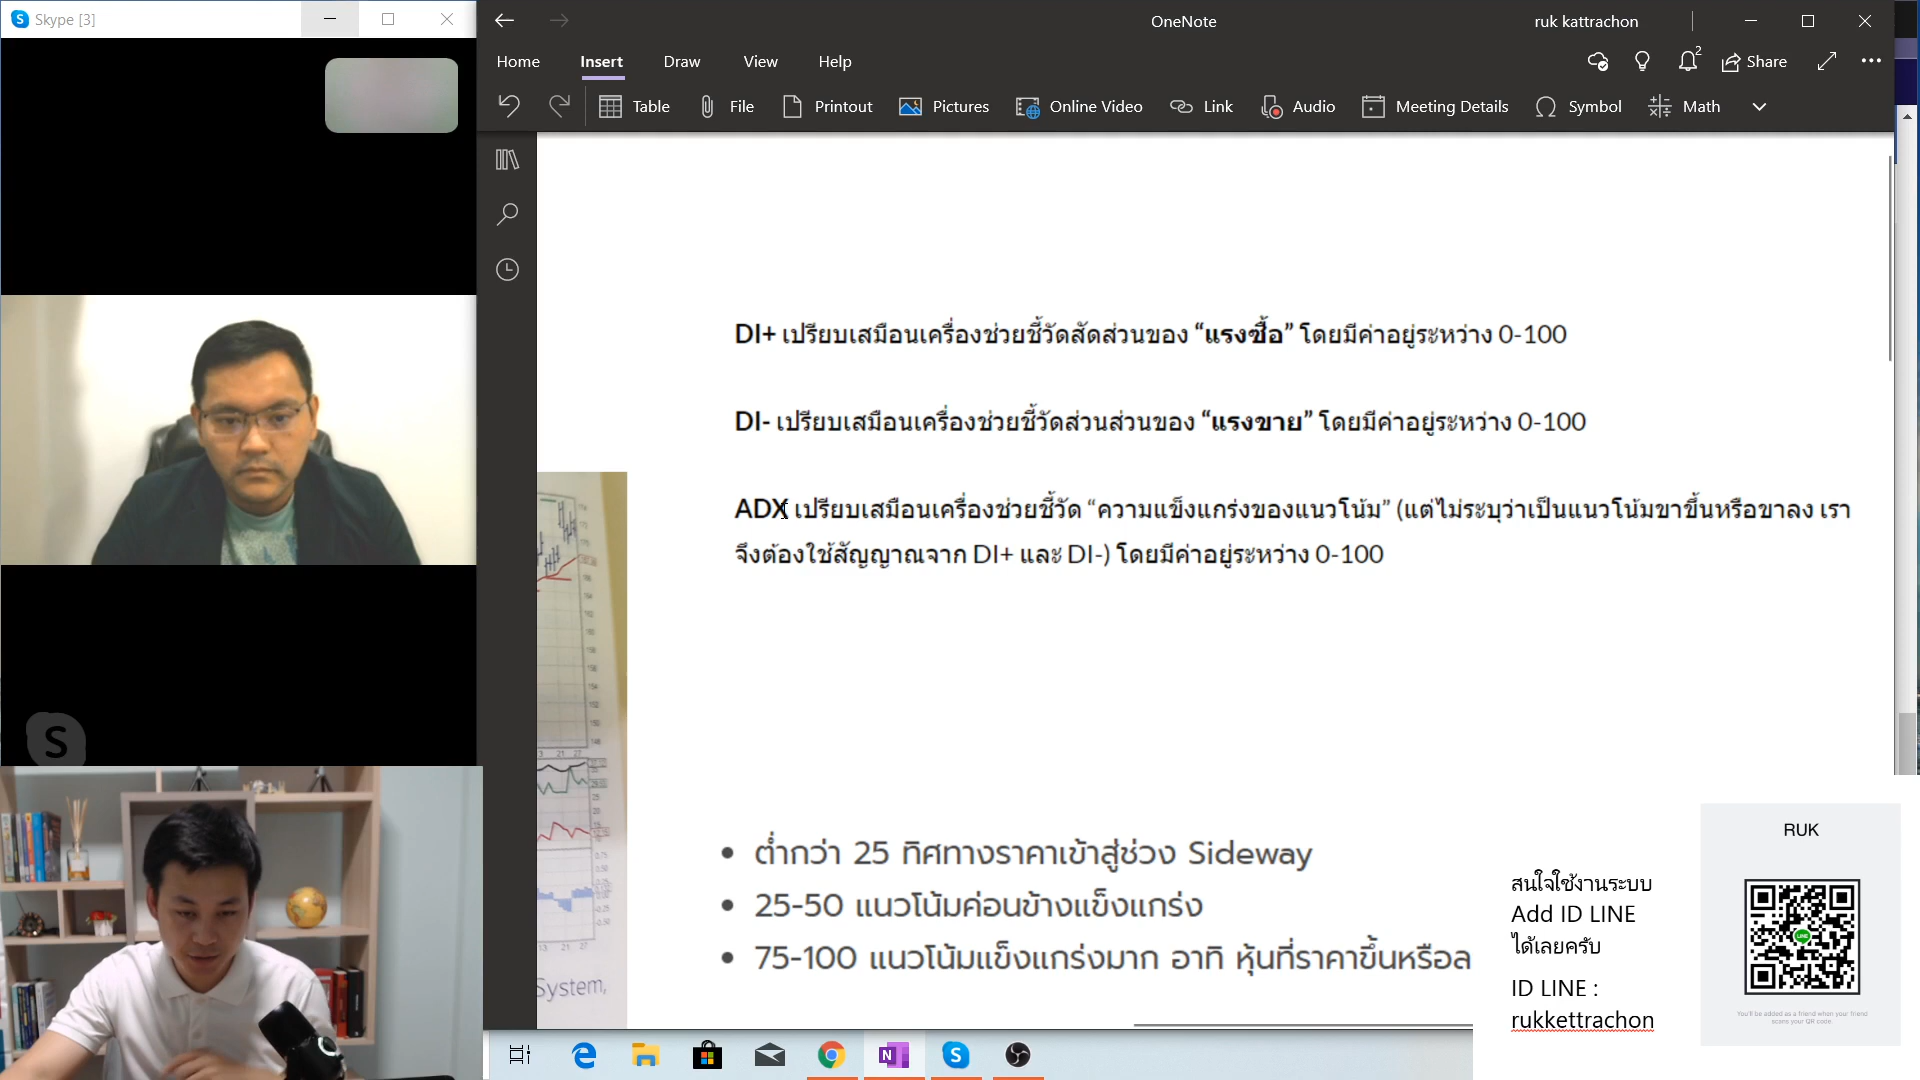 Skype [3]
OneNote
ruk kattrachon
Home Insert Draw View Help
2
Share
Table File Printout Pictures Online Video Link Audio Meeting Details Symbol Math
DI+ เปรียบเสมือนเครื่องช่วยชี้วัดสัดส่วนของ “แรงซื้อ” โดยมีค่าอยู่ระหว่าง 0-100
DI- เปรียบเสมือนเครื่องช่วยชี้วัดส่วนส่วนของ “แรงขาย” โดยมีค่าอยู่ระหว่าง 0-100
ADX เปรียบเสมือนเครื่องช่วยชี้วัด “ความแข็งแกร่งของแนวโน้ม” (แต่ไม่ระบุว่าเป็นแนวโน้มขาขึ้นหรือขาลง เรา
จึงต้องใช้สัญญาณจาก DI+ และ DI-) โดยมีค่าอยู่ระหว่าง 0-100
System,
• ต่ำกว่า 25 ทิศทางราคาเข้าสู่ช่วง Sideway
• 25-50 แนวโน้มค่อนข้างแข็งแกร่ง
• 75-100 แนวโน้มแข็งแกร่งมาก อาทิ หุ้นที่ราคาขึ้นหรือล
สนใจใช้งานระบบ
Add ID LINE
ได้เลยครับ
ID LINE :
rukkettrachon
RUK
LINE
You'll be added as a friend when your friend
scans your QR code.